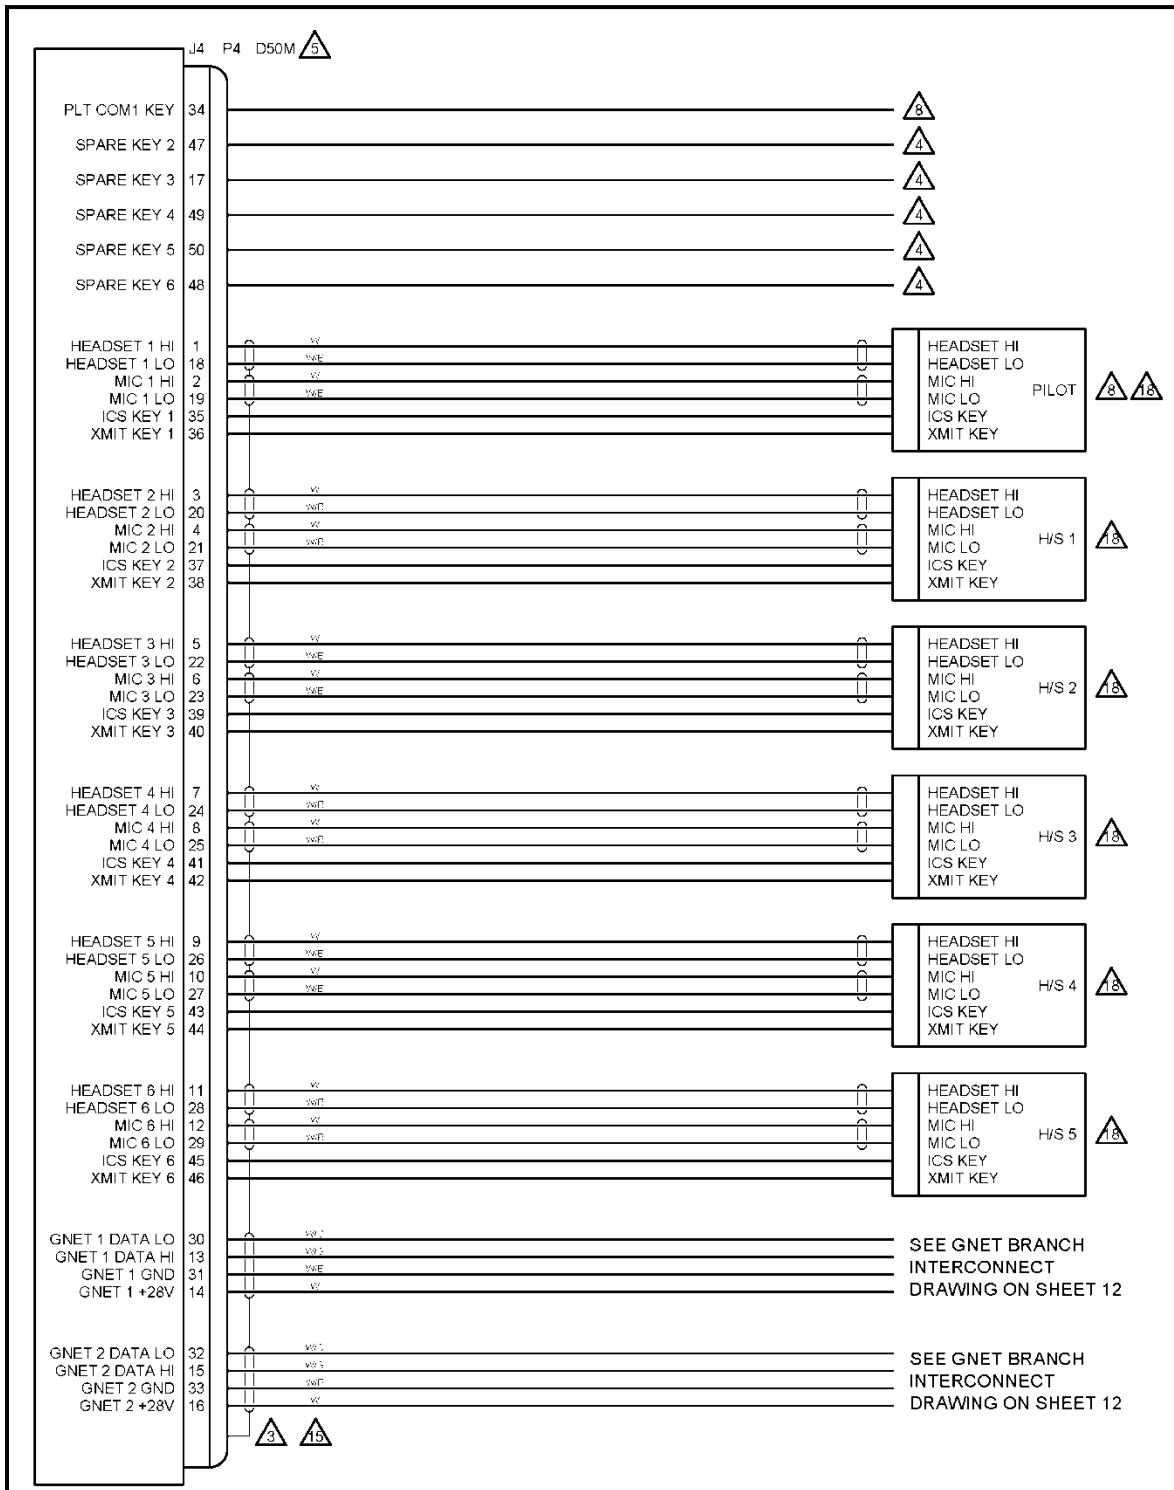 J4 P4 D50M 5
PLT COM1 KEY 34 8
SPARE KEY 2 47 4
SPARE KEY 3 17 4
SPARE KEY 4 49 4
SPARE KEY 5 50 4
SPARE KEY 6 48 4
HEADSET 1 HI 1 W HEADSET HI
HEADSET 1 LO 18 HEADSET LO
MIC 1 HI 2 W MIC HI
PILOT 8 18
MIC 1 LO 19 MIC LO
ICS KEY 1 35 ICS KEY
XMIT KEY 1 36 XMIT KEY
HEADSET 2 HI 3 W HEADSET HI
HEADSET 2 LO 20 HEADSET LO
MIC 2 HI 4 W MIC HI
H/S 1 18
MIC 2 LO 21 MIC LO
ICS KEY 2 37 ICS KEY
XMIT KEY 2 38 XMIT KEY
HEADSET 3 HI 5 W HEADSET HI
HEADSET 3 LO 22 HEADSET LO
MIC 3 HI 6 W MIC HI
H/S 2 18
MIC 3 LO 23 MIC LO
ICS KEY 3 39 ICS KEY
XMIT KEY 3 40 XMIT KEY
HEADSET 4 HI 7 W HEADSET HI
HEADSET 4 LO 24 HEADSET LO
MIC 4 HI 8 W MIC HI
H/S 3 18
MIC 4 LO 25 MIC LO
ICS KEY 4 41 ICS KEY
XMIT KEY 4 42 XMIT KEY
HEADSET 5 HI 9 W HEADSET HI
HEADSET 5 LO 26 HEADSET LO
MIC 5 HI 10 W MIC HI
H/S 4 18
MIC 5 LO 27 MIC LO
ICS KEY 5 43 ICS KEY
XMIT KEY 5 44 XMIT KEY
HEADSET 6 HI 11 W HEADSET HI
HEADSET 6 LO 28 HEADSET LO
MIC 6 HI 12 W MIC HI
H/S 5 18
MIC 6 LO 29 MIC LO
ICS KEY 6 45 ICS KEY
XMIT KEY 6 46 XMIT KEY
GNET 1 DATA LO 30
SEE GNET BRANCH
GNET 1 DATA HI 13
INTERCONNECT
GNET 1 GND 31
GNET 1 +28V 14 W DRAWING ON SHEET 12
GNET 2 DATA LO 32
SEE GNET BRANCH
GNET 2 DATA HI 15
INTERCONNECT
GNET 2 GND 33
GNET 2 +28V 16 W DRAWING ON SHEET 12
3 15